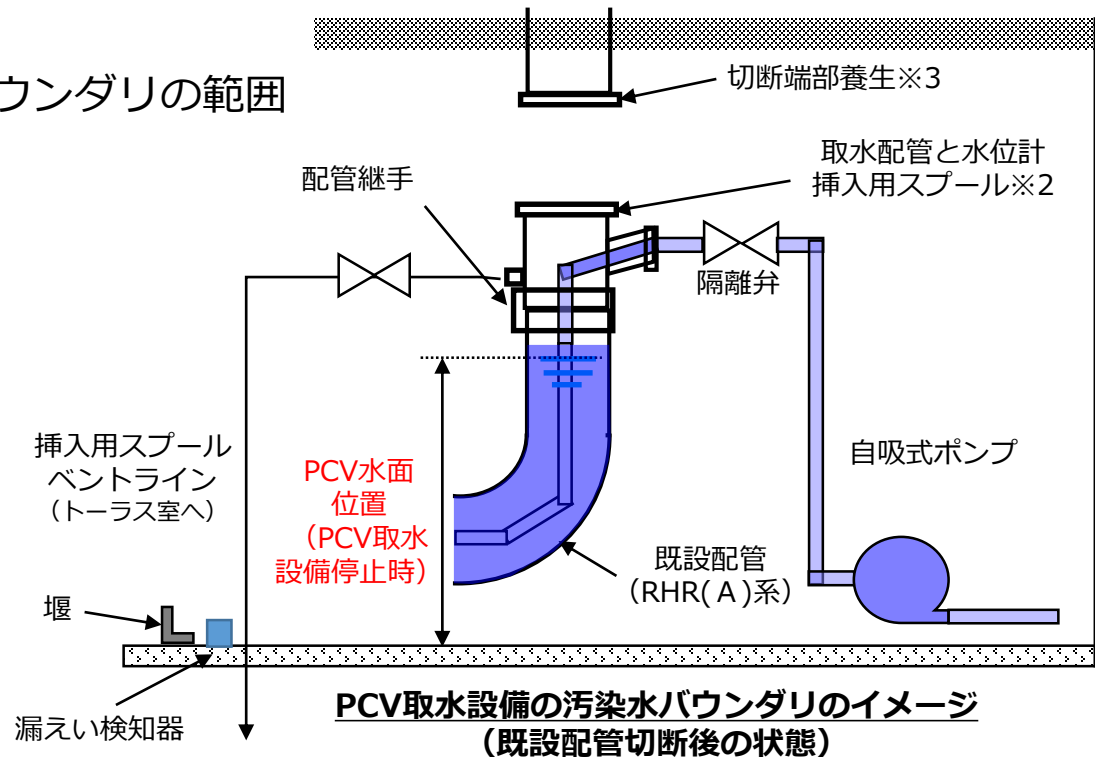 ウンダリの範囲
切断端部養生※3
取水配管と水位計
挿入用スプール※2
配管継手
隔離弁
挿入用スプール
ベントライン
（トーラス室へ）
PCV水面
位置
（PCV取水
設備停止時）
自吸式ポンプ
既設配管
（RHR(Ａ)系）
堰
漏えい検知器
PCV取水設備の汚染水バウンダリのイメージ
（既設配管切断後の状態）